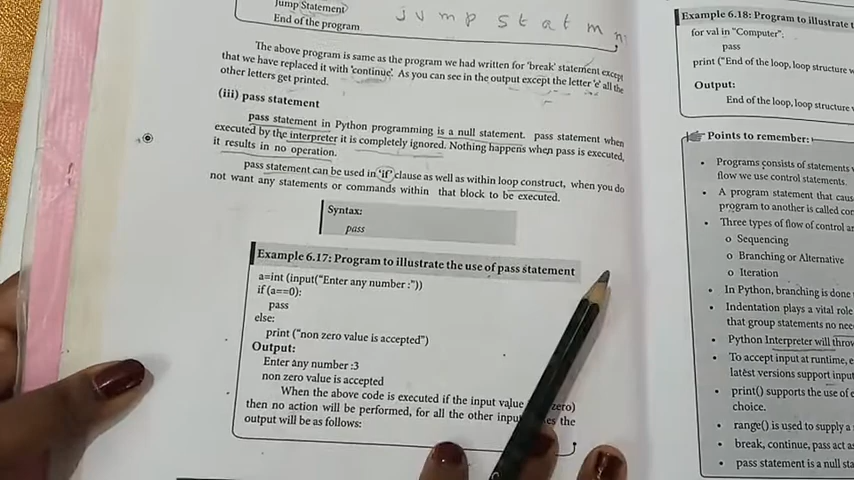 Jump Statement
End of the program
jump statm
The above program is same as the program we had written for 'break' statement except
that we have replaced it with 'continue'. As you can see in the output except the letter 'e' all the
other letters get printed.
(iii) pass statement
pass statement in Python programming is a null statement. pass statement when
executed by the interpreter it is completely ignored. Nothing happens when pass is executed,
it results in no operation.
pass statement can be used in 'if' clause as well as within loop construct, when you do
not want any statements or commands within that block to be executed.
Syntax:
pass
Example 6.17: Program to illustrate the use of pass statement
a=int (input("Enter any number :"))
if (a==0):
pass
else:
print ("non zero value is accepted")
Output:
Enter any number :3
non zero value is accepted
When the above code is executed if the input value zero)
then no action will be performed, for all the other input the
output will be as follows:
Example 6.18: Program to illustrate
for val in "Computer":
pass
print ("End of the loop, loop structure
Output:
End of the loop, loop structure
Points to remember:
Programs consists of statements
flow we use control statements.
A program statement that
program to another is called
Three types of flow of control
o Sequencing
o Branching or Alternative
o Iteration
In Python, branching is done
Indentation plays a vital role
that group statements no
Python Interpreter will
To accept input at runtime,
latest versions support
print() supports the use of
choice.
range() is used to supply a
break, continue, pass act as
pass statement is a null